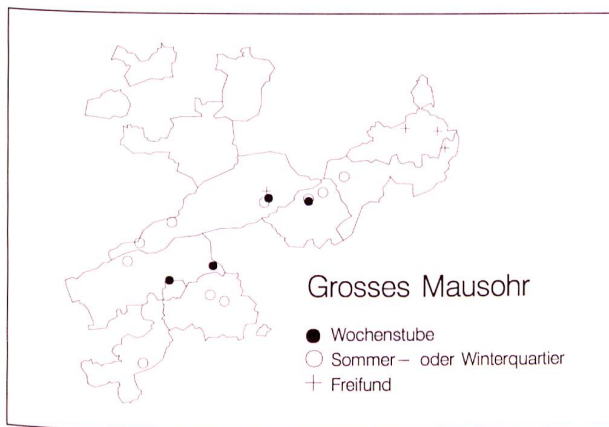 Grosses Mausohr
Wochenstube
Sommer– oder Winterquartier
Freifund